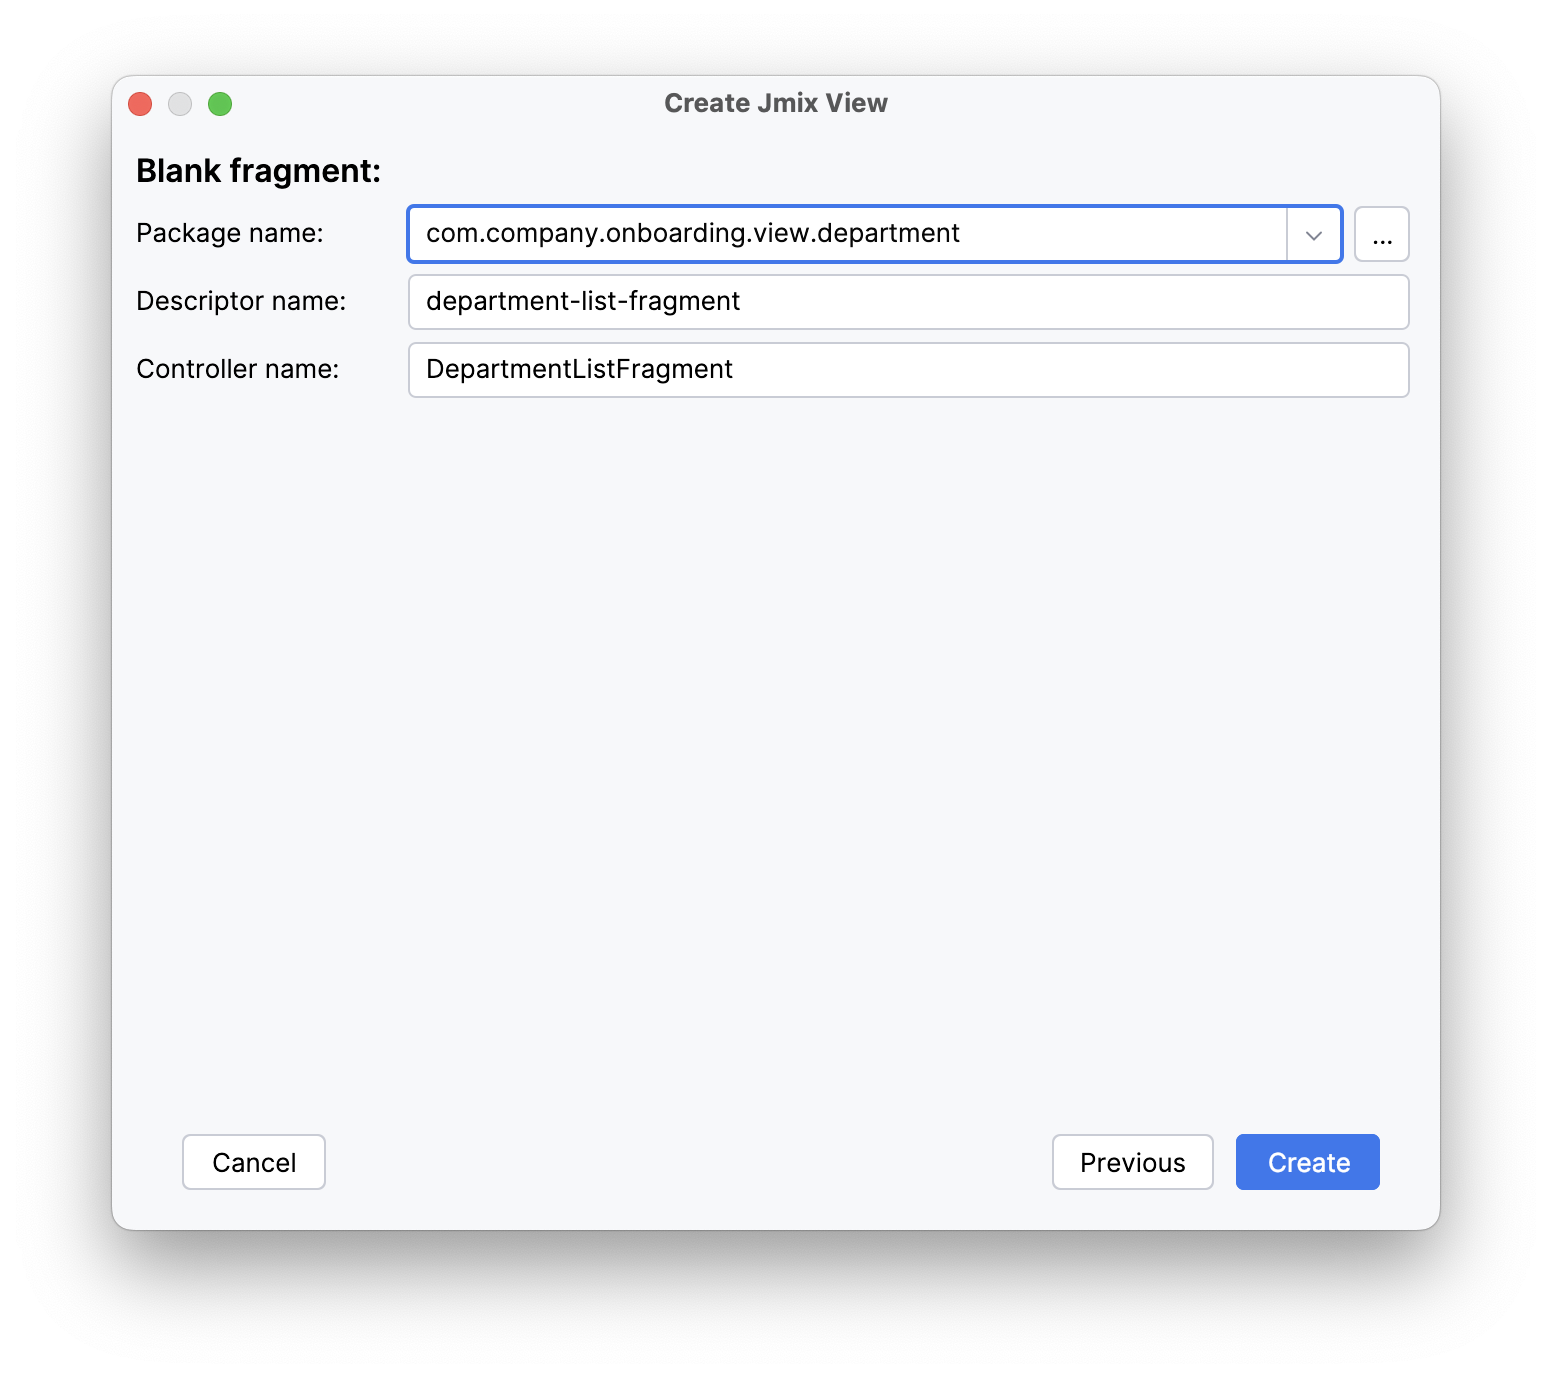 Create Jmix View
Blank fragment:
Package name: com.company.onboarding.view.department ...
Descriptor name: department-list-fragment
Controller name: DepartmentListFragment
Cancel Previous Create